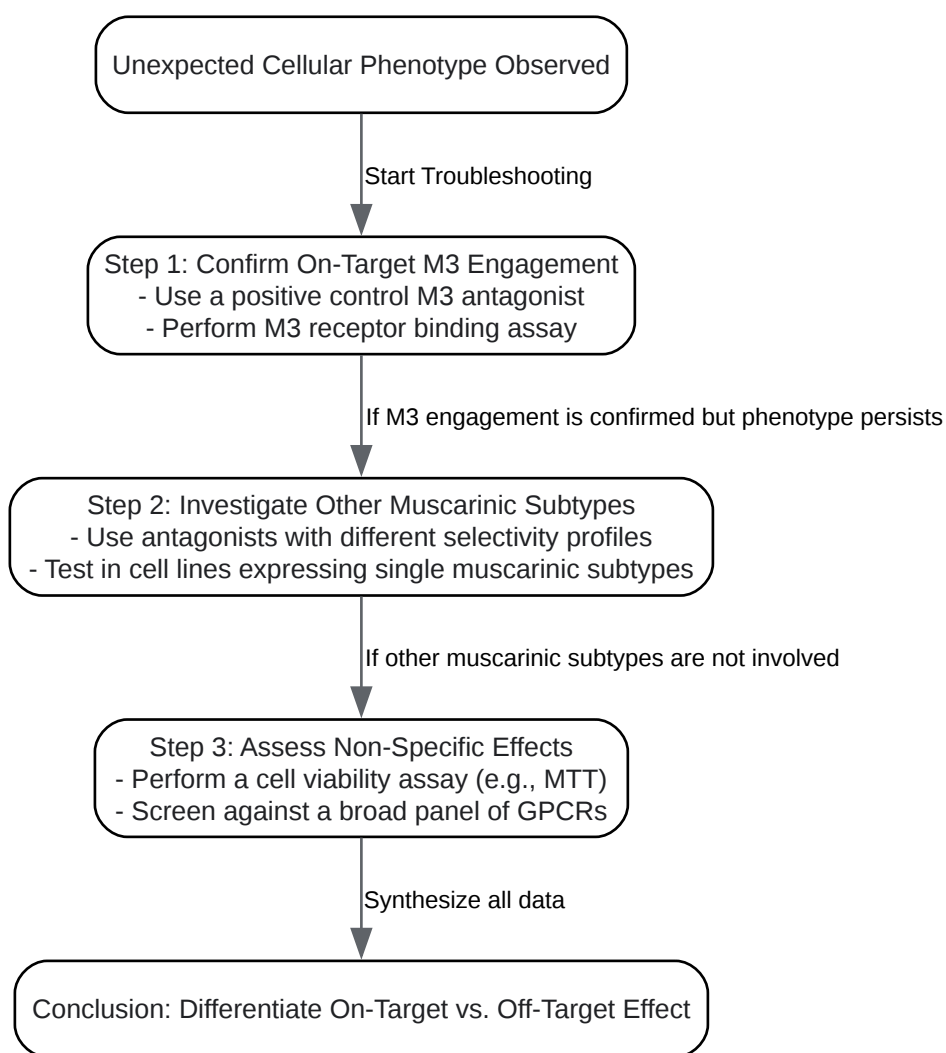 Unexpected Cellular Phenotype Observed
Start Troubleshooting
Step 1: Confirm On-Target M3 Engagement
- Use a positive control M3 antagonist
- Perform M3 receptor binding assay
If M3 engagement is confirmed but phenotype persists
Step 2: Investigate Other Muscarinic Subtypes
- Use antagonists with different selectivity profiles
- Test in cell lines expressing single muscarinic subtypes
If other muscarinic subtypes are not involved
Step 3: Assess Non-Specific Effects
- Perform a cell viability assay (e.g., MTT)
- Screen against a broad panel of GPCRs
Synthesize all data
Conclusion: Differentiate On-Target vs. Off-Target Effect